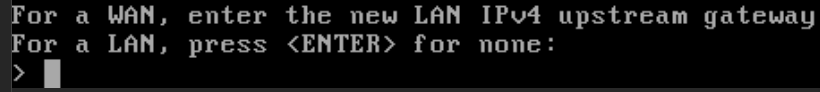 For a WAN, enter the new LAN IPv4 upstream gateway
For a LAN, press <ENTER> for none:
>